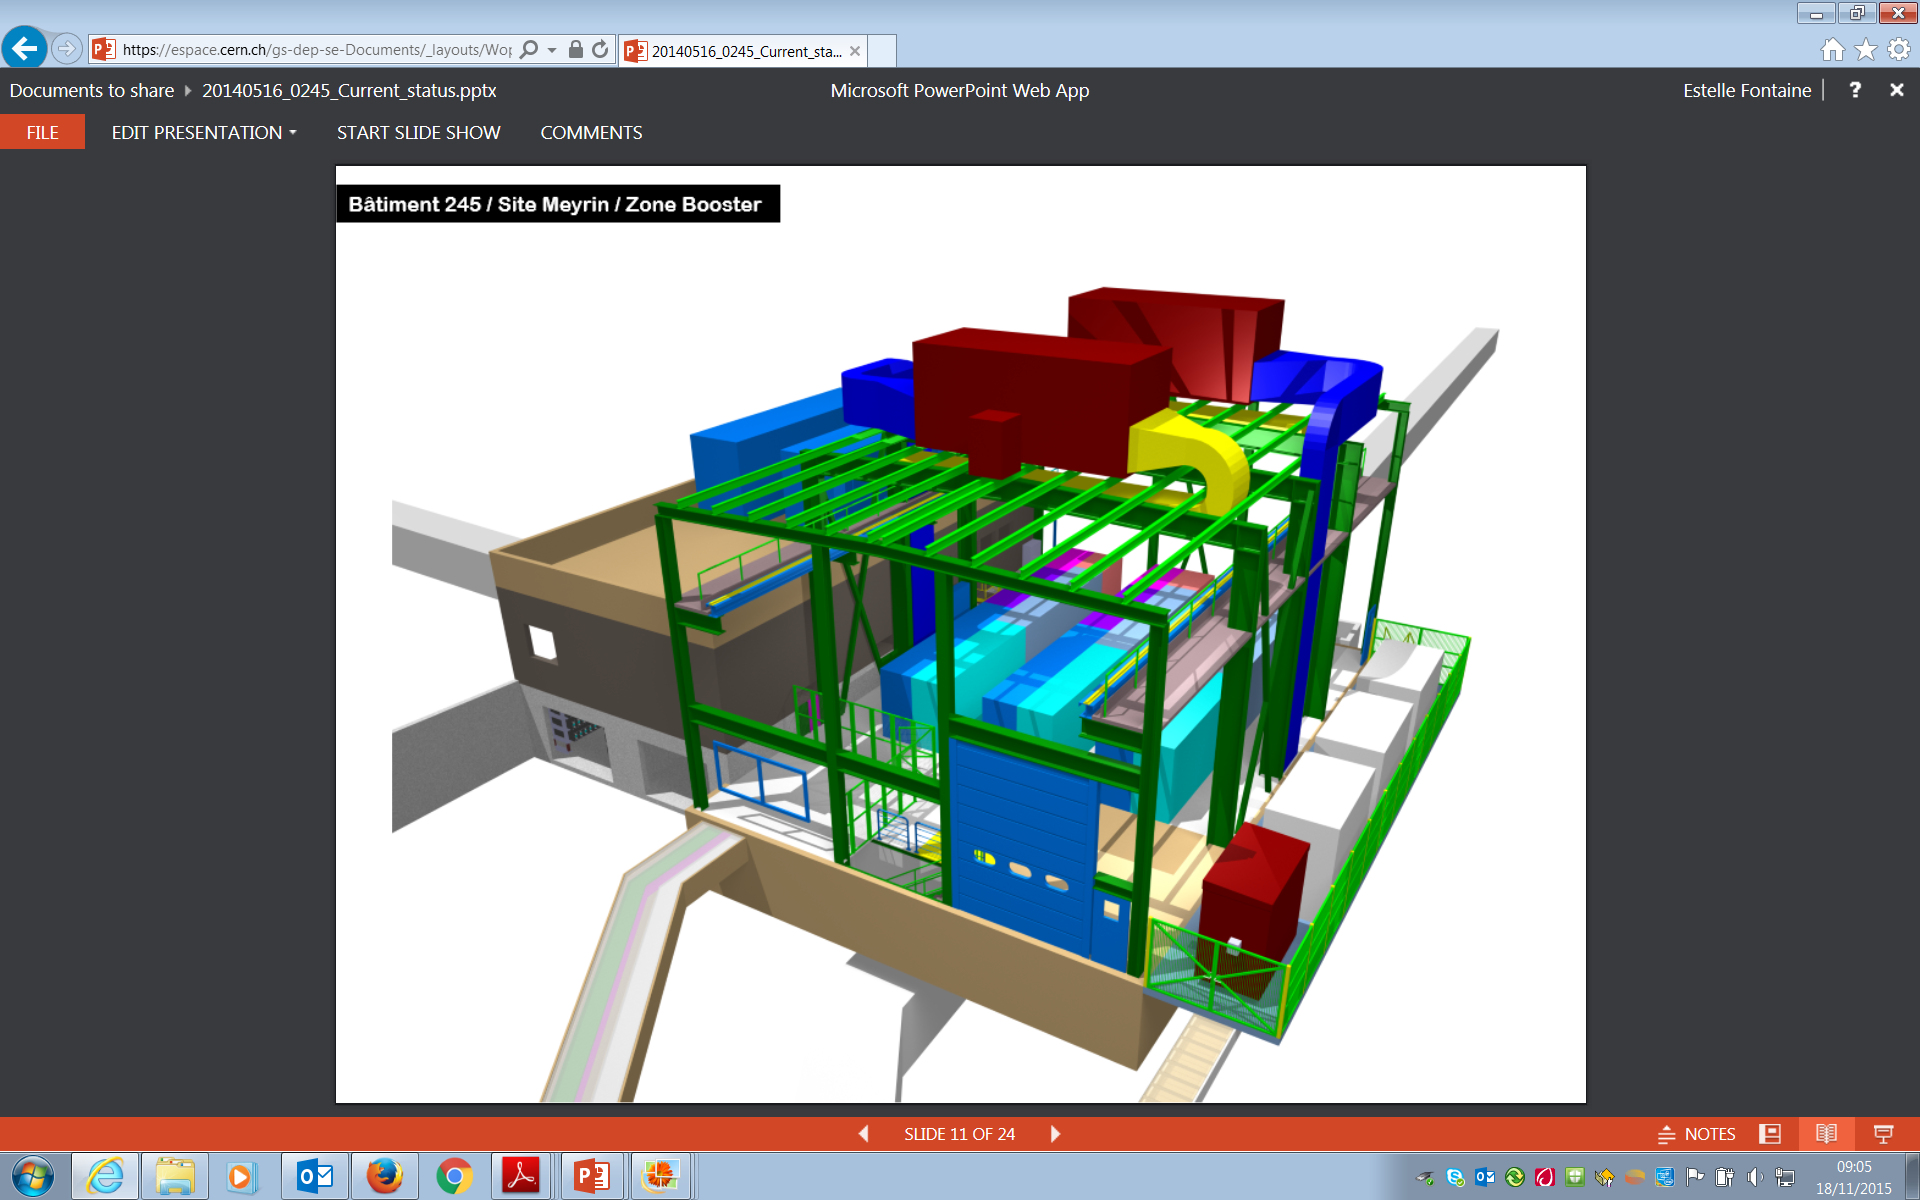 https://espace.cern.ch/gs-dep-se-Documents/_layouts/Wop
20140516_0245_Current_sta...
Documents to share
20140516_0245_Current_status.pptx
Microsoft PowerPoint Web App
Estelle Fontaine
?
FILE
EDIT PRESENTATION
START SLIDE SHOW
COMMENTS
Bâtiment 245 / Site Meyrin / Zone Booster
SLIDE 11 OF 24
NOTES
09:05
18/11/2015